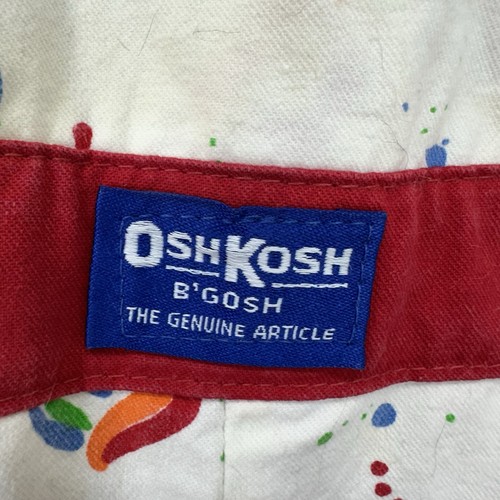 OSHKOSH
B'GOSH
THE GENUINE ARTICLE